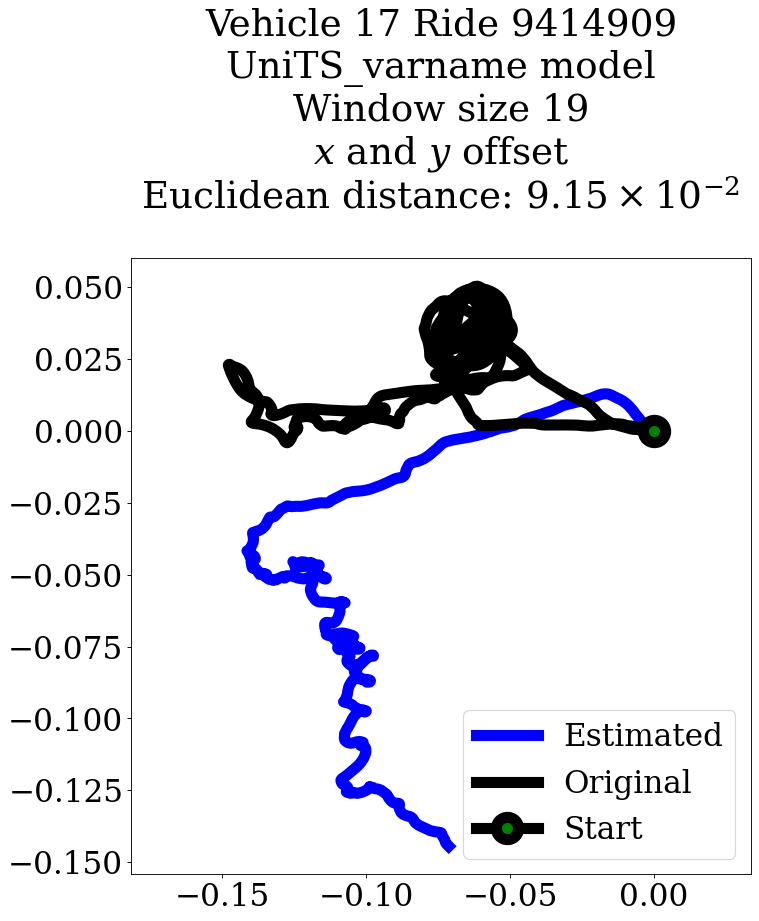 Vehicle 17 Ride 9414909
UniTS_varname model
Window size 19
x and y offset
Euclidean distance: 9.15 × 10⁻²
0.050
0.025
0.000
−0.025
−0.050
−0.075
−0.100
−0.125
−0.150
Estimated
Original
Start
−0.15 −0.10 −0.05 0.00